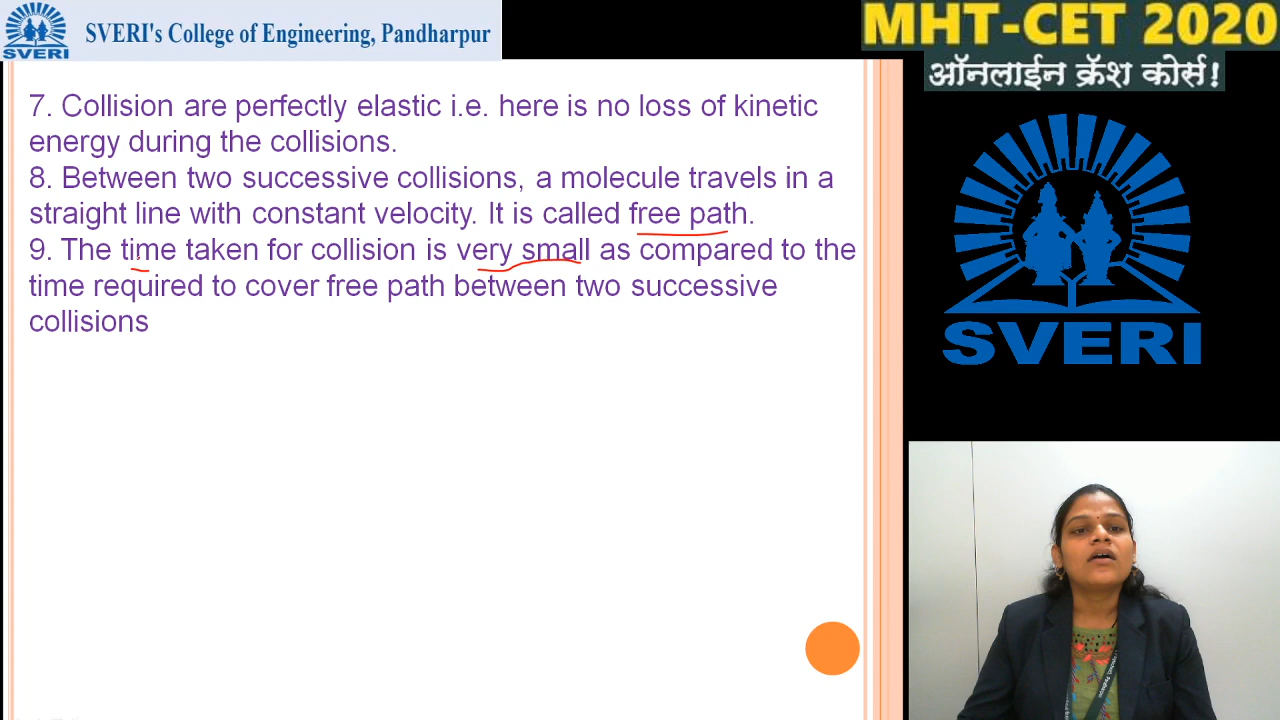 SVERI
SVERI's College of Engineering, Pandharpur
MHT-CET 2020
ऑनलाईन क्रॅश कोर्स!
7. Collision are perfectly elastic i.e. here is no loss of kinetic
energy during the collisions.
8. Between two successive collisions, a molecule travels in a
straight line with constant velocity. It is called free path.
9. The time taken for collision is very small as compared to the
time required to cover free path between two successive
collisions
SVERI